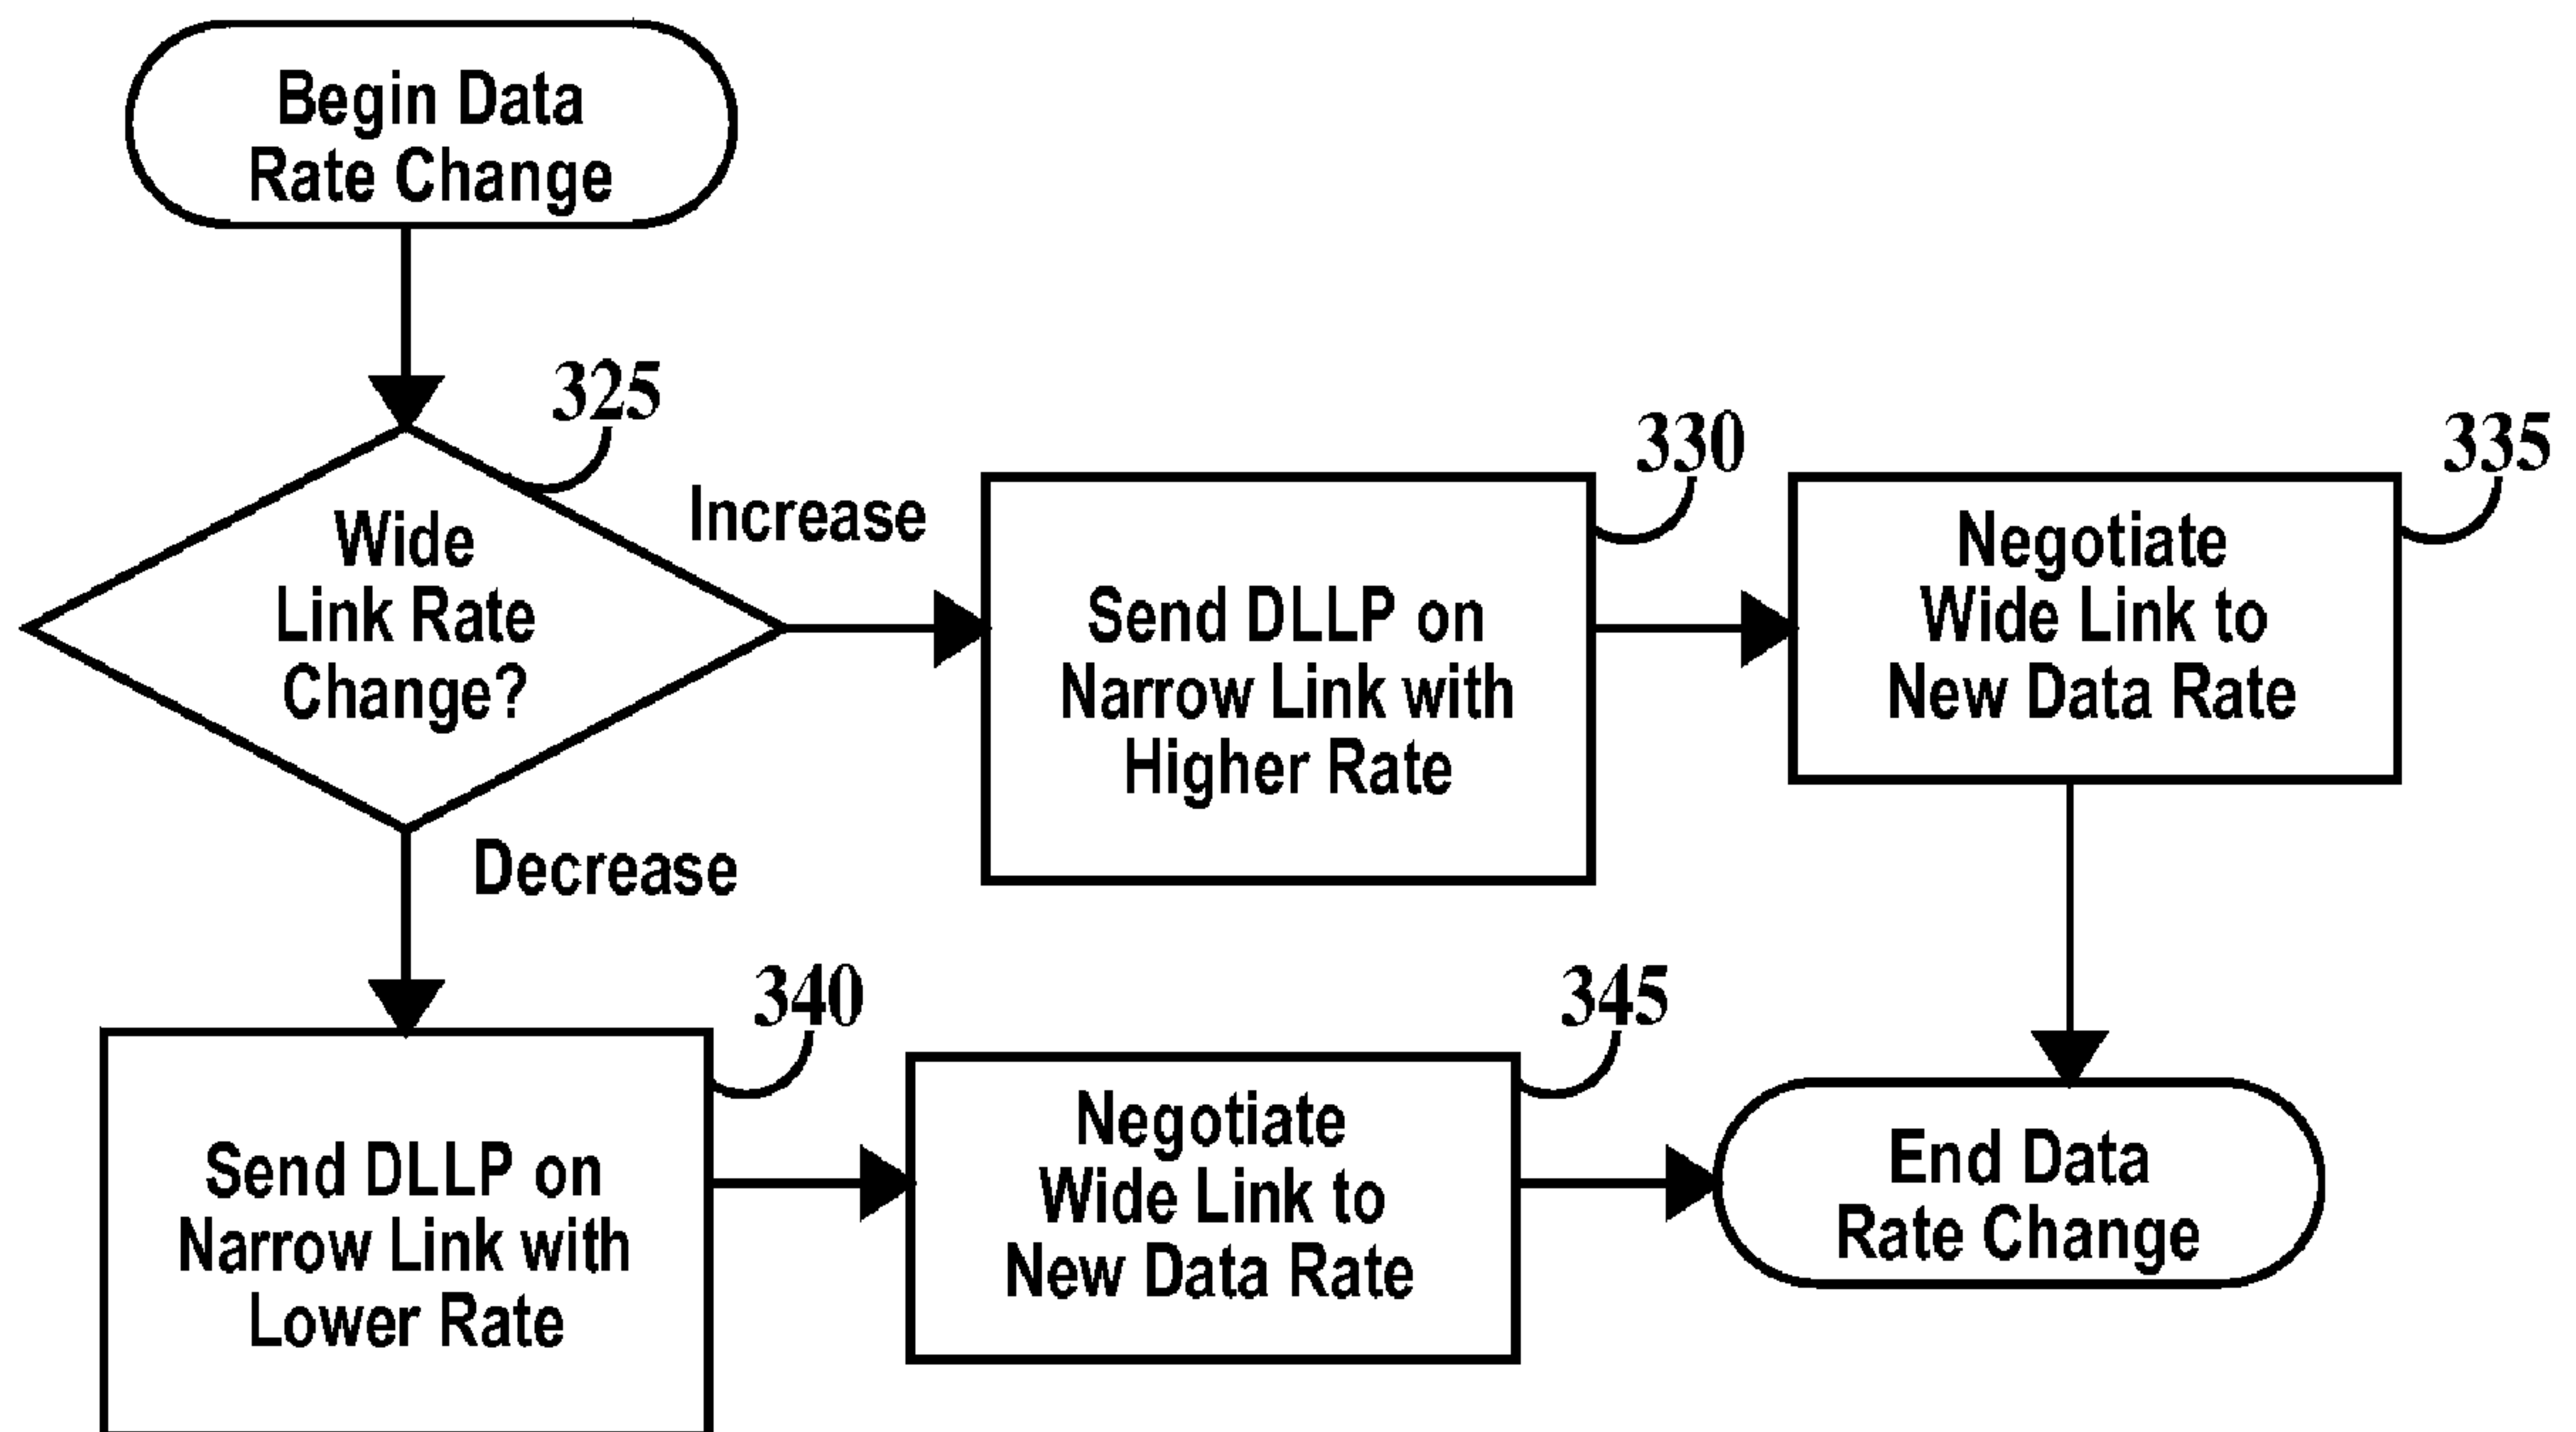 Begin Data
Rate Change
325
Wide
Link Rate
Change?
Increase
330
Send DLLP on
Narrow Link with
Higher Rate
335
Negotiate
Wide Link to
New Data Rate
Decrease
340
Send DLLP on
Narrow Link with
Lower Rate
345
Negotiate
Wide Link to
New Data Rate
End Data
Rate Change